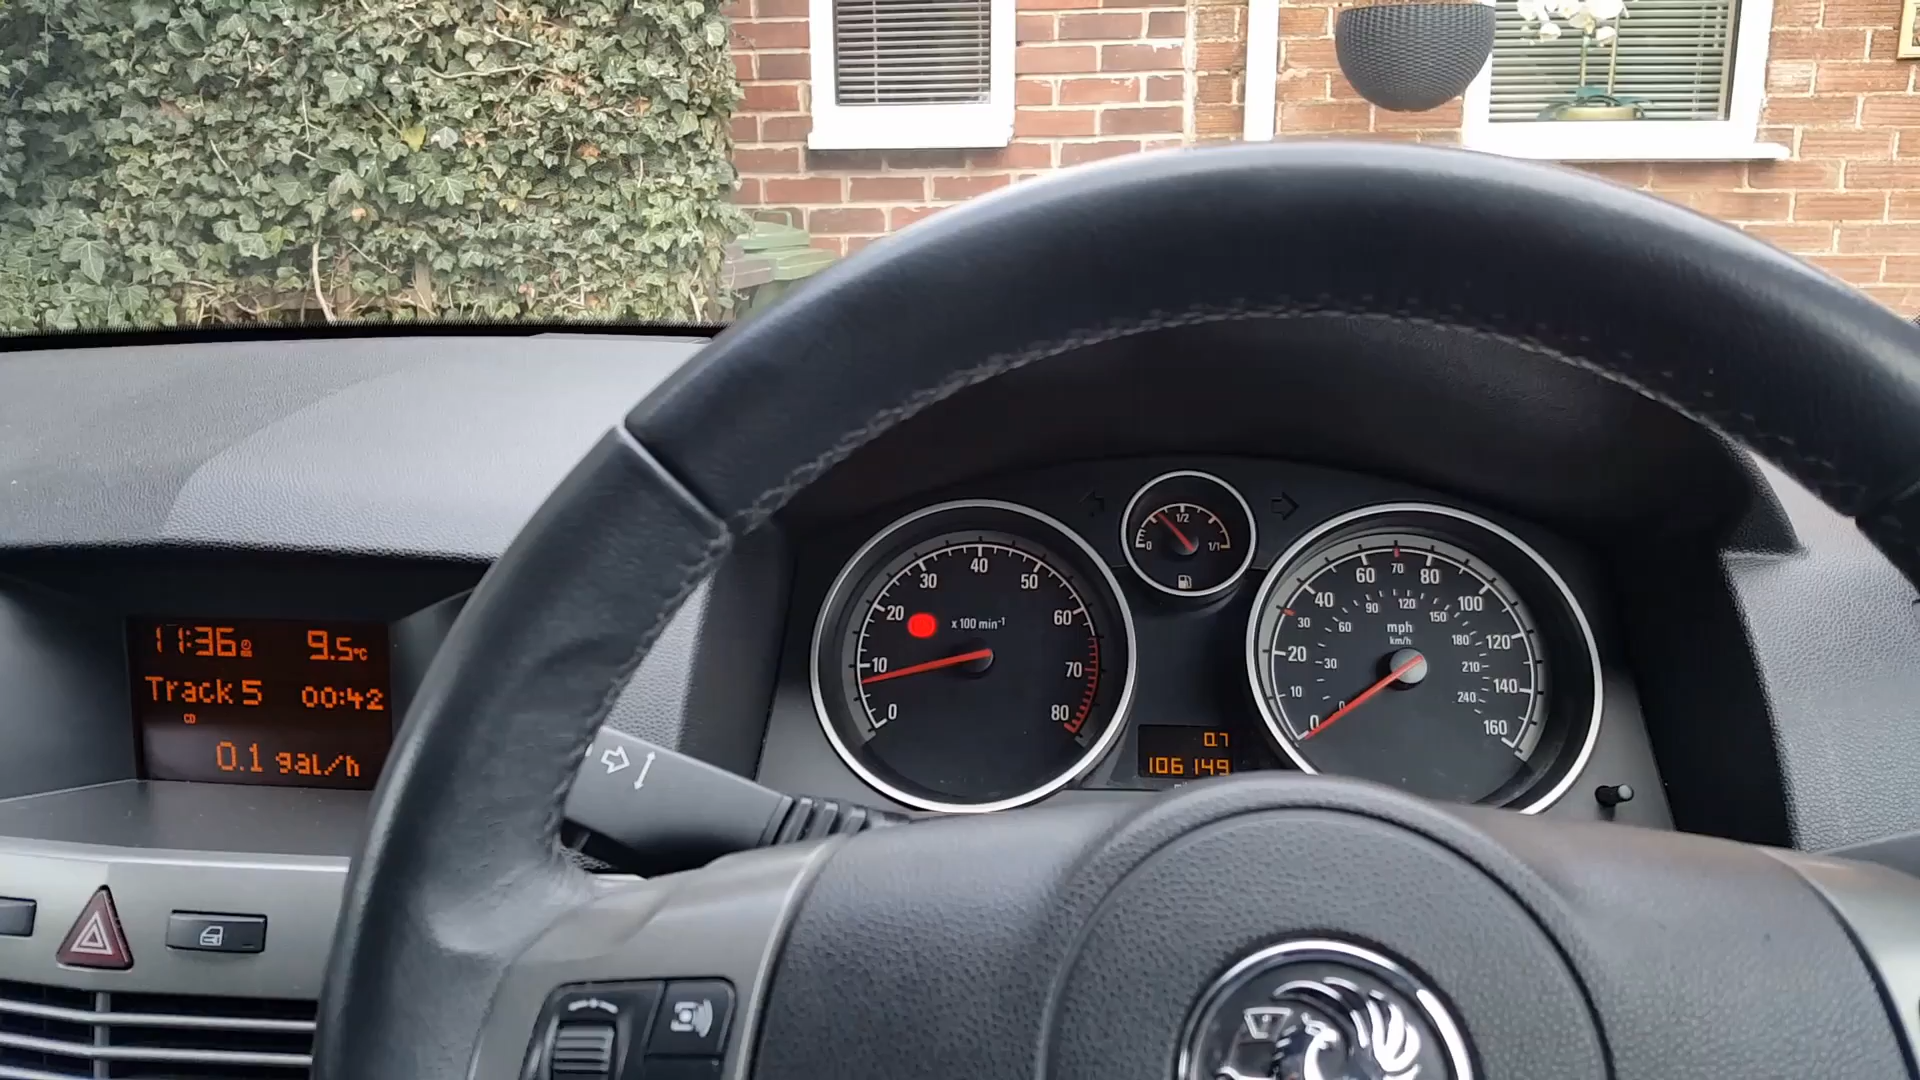 11:36 9.5°C
Track 5 00:42
CD
0.1 gal/h
0 10 20 30 40 50 60 70 80
x 100 min⁻¹
0 1/2 1/1
0 10 20 30 40 60 70 80 100 120 140 160
mph
km/h
0 30 60 90 120 150 180 210 240
0.7
106149